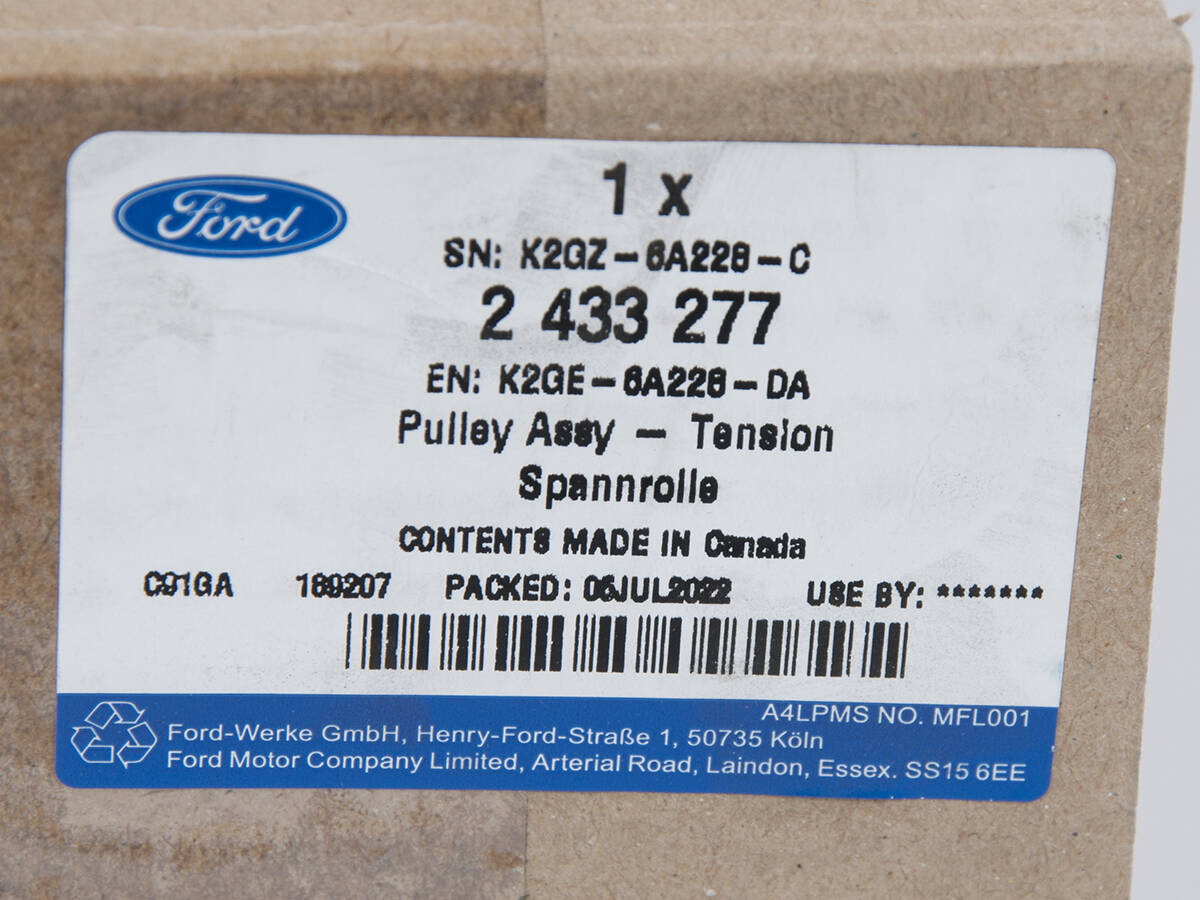 Ford
1 x
SN: K2GZ-6A228-C
2 433 277
EN: K2GE-6A228-DA
Pulley Assy - Tension
Spannrolle
CONTENTS MADE IN Canada
C91GA 189207 PACKED: 05JUL2022 USE BY: *******
A4LPMS NO. MFL001
Ford-Werke GmbH, Henry-Ford-Straße 1, 50735 Köln
Ford Motor Company Limited, Arterial Road, Laindon, Essex. SS15 6EE